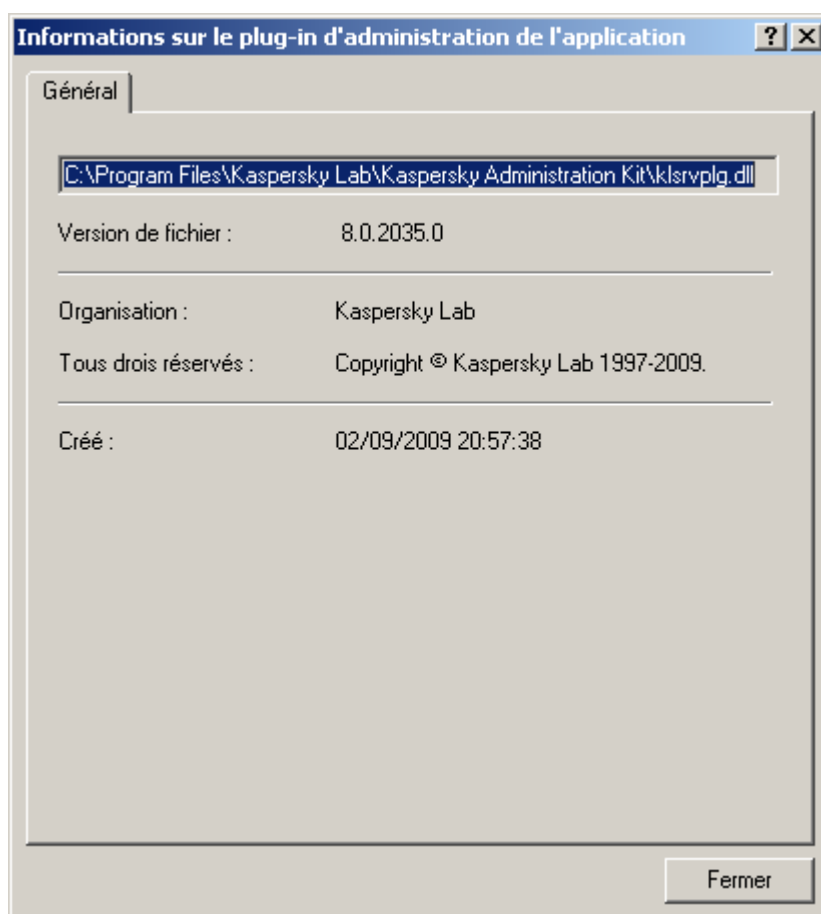 Informations sur le plug-in d'administration de l'application
Général
C:\Program Files\Kaspersky Lab\Kaspersky Administration Kit\klsrvplg.dll
Version de fichier : 8.0.2035.0
Organisation : Kaspersky Lab
Tous drois réservés : Copyright © Kaspersky Lab 1997-2009.
Créé : 02/09/2009 20:57:38
Fermer